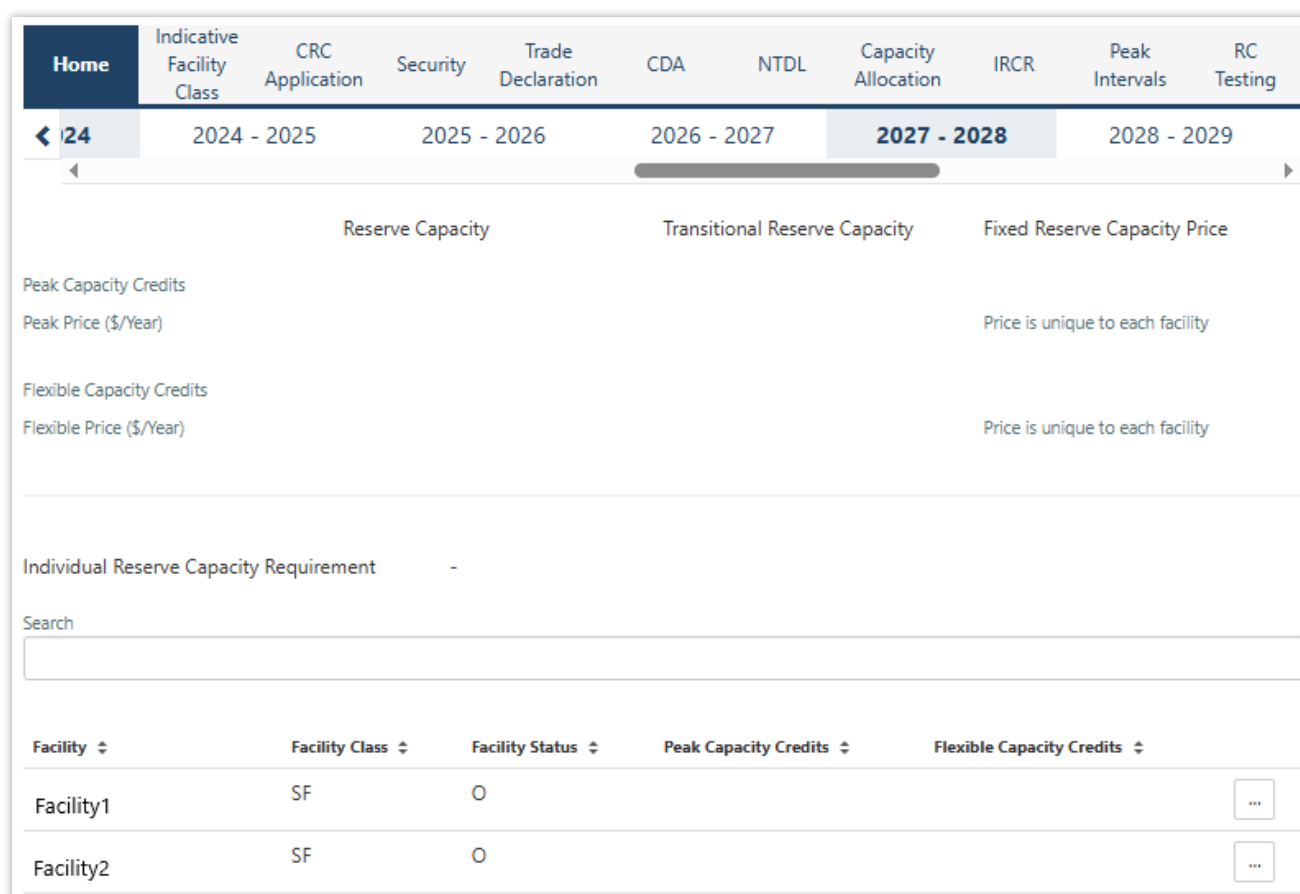 Home
Indicative Facility Class
CRC Application
Security
Trade Declaration
CDA
NTDL
Capacity Allocation
IRCR
Peak Intervals
RC Testing
24 2024 - 2025 2025 - 2026 2026 - 2027 2027 - 2028 2028 - 2029
Reserve Capacity Transitional Reserve Capacity Fixed Reserve Capacity Price
Peak Capacity Credits
Peak Price ($/Year) Price is unique to each facility
Flexible Capacity Credits
Flexible Price ($/Year) Price is unique to each facility
Individual Reserve Capacity Requirement -
Search
Facility Facility Class Facility Status Peak Capacity Credits Flexible Capacity Credits
Facility1 SF O ...
Facility2 SF O ...